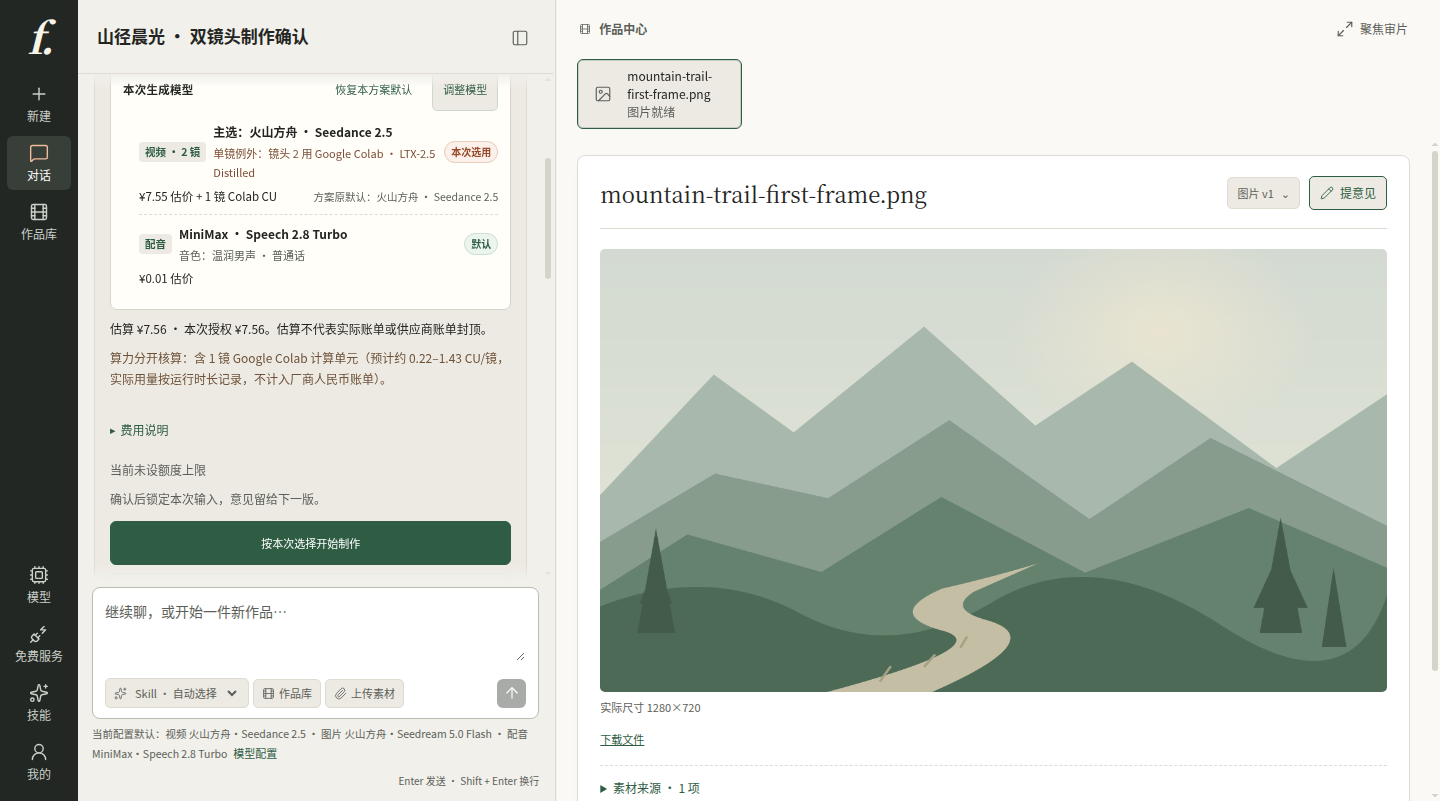 f.
新建
对话
作品库
模型
免费服务
技能
我的
山径晨光 · 双镜头制作确认
本次生成模型
恢复本方案默认
调整模型
视频 · 2 镜
主选：火山方舟 · Seedance 2.5
单镜例外：镜头 2 用 Google Colab · LTX-2.5
Distilled
本次选用
¥7.55 估价 + 1 镜 Colab CU
方案原默认：火山方舟 · Seedance 2.5
配音
MiniMax · Speech 2.8 Turbo
音色：温润男声 · 普通话
默认
¥0.01 估价
估算 ¥7.56 · 本次授权 ¥7.56。估算不代表实际账单或供应商账单封顶。
算力分开核算：含 1 镜 Google Colab 计算单元（预计约 0.22–1.43 CU/镜，
实际用量按运行时长记录，不计入厂商人民币账单）。
▸ 费用说明
当前未设额度上限
确认后锁定本次输入，意见留给下一版。
按本次选择开始制作
继续聊，或开始一件新作品…
Skill · 自动选择
作品库
上传素材
当前配置默认：视频 火山方舟 · Seedance 2.5 · 图片 火山方舟 · Seedream 5.0 Flash · 配音
MiniMax · Speech 2.8 Turbo 模型配置
Enter 发送 · Shift + Enter 换行
作品中心
聚焦审片
mountain-trail-
first-frame.png
图片就绪
mountain-trail-first-frame.png
图片 v1
提意见
实际尺寸 1280×720
下载文件
▶ 素材来源 · 1 项